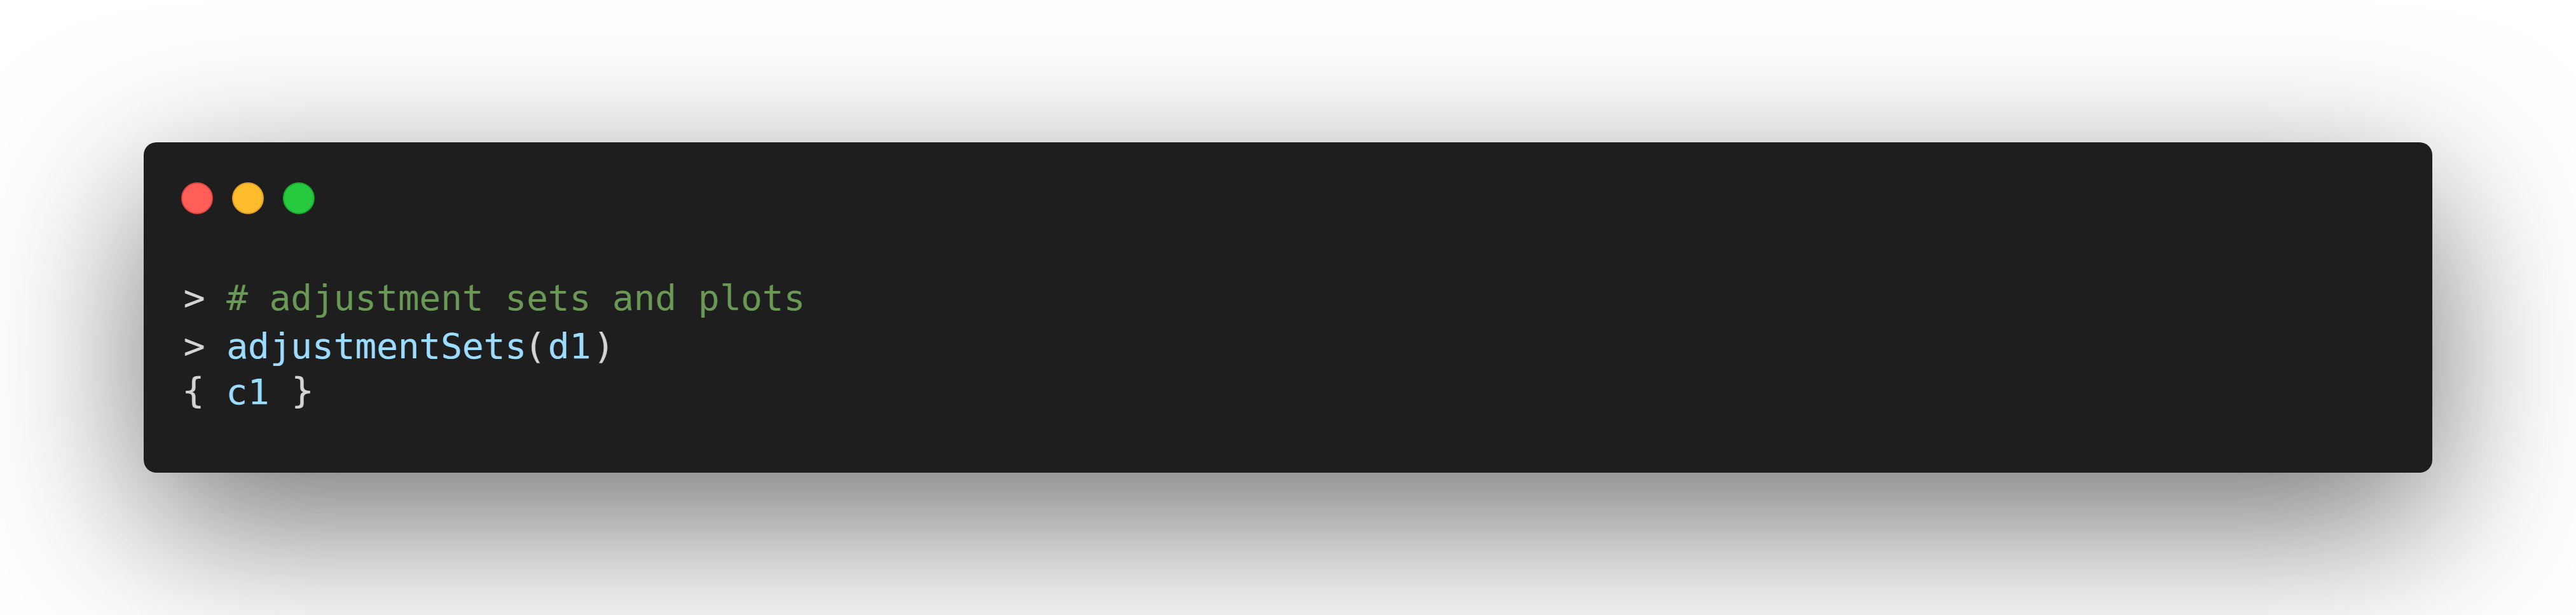 > # adjustment sets and plots
> adjustmentSets(d1)
{ c1 }